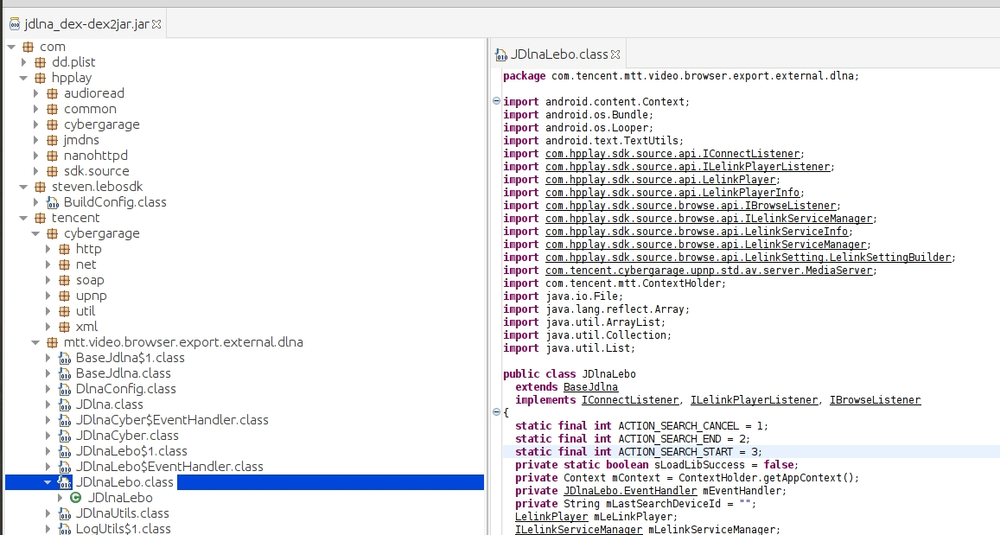 jdlna_dex-dex2jar.jar
com
dd.plist
hpplay
audioread
common
cybergarage
jmdns
nanohttpd
sdk.source
steven.lebosdk
BuildConfig.class
tencent
cybergarage
http
net
soap
upnp
util
xml
mtt.video.browser.export.external.dlna
BaseJdlna$1.class
BaseJdlna.class
DlnaConfig.class
JDlna.class
JDlnaCyber$EventHandler.class
JDlnaCyber.class
JDlnaLebo$1.class
JDlnaLebo$EventHandler.class
JDlnaLebo.class
JDlnaLebo
JDlnaUtils.class
LogUtils$1.class
JDlnaLebo.class
package com.tencent.mtt.video.browser.export.external.dlna;
import android.content.Context;
import android.os.Bundle;
import android.os.Looper;
import android.text.TextUtils;
import com.hpplay.sdk.source.api.IConnectListener;
import com.hpplay.sdk.source.api.ILelinkPlayerListener;
import com.hpplay.sdk.source.api.LelinkPlayer;
import com.hpplay.sdk.source.api.LelinkPlayerInfo;
import com.hpplay.sdk.source.browse.api.IBrowseListener;
import com.hpplay.sdk.source.browse.api.ILelinkServiceManager;
import com.hpplay.sdk.source.browse.api.LelinkServiceInfo;
import com.hpplay.sdk.source.browse.api.LelinkServiceManager;
import com.hpplay.sdk.source.browse.api.LelinkSetting.LelinkSettingBuilder;
import com.tencent.cybergarage.upnp.std.av.server.MediaServer;
import com.tencent.mtt.ContextHolder;
import java.io.File;
import java.lang.reflect.Array;
import java.util.ArrayList;
import java.util.Collection;
import java.util.List;
public class JDlnaLebo
extends BaseJdlna
implements IConnectListener, ILelinkPlayerListener, IBrowseListener
{
static final int ACTION_SEARCH_CANCEL = 1;
static final int ACTION_SEARCH_END = 2;
static final int ACTION_SEARCH_START = 3;
private static boolean sLoadLibSuccess = false;
private Context mContext = ContextHolder.getAppContext();
private JDlnaLebo.EventHandler mEventHandler;
private String mLastSearchDeviceId = "";
LelinkPlayer mLeLinkPlayer;
ILelinkServiceManager mLelinkServiceManager;